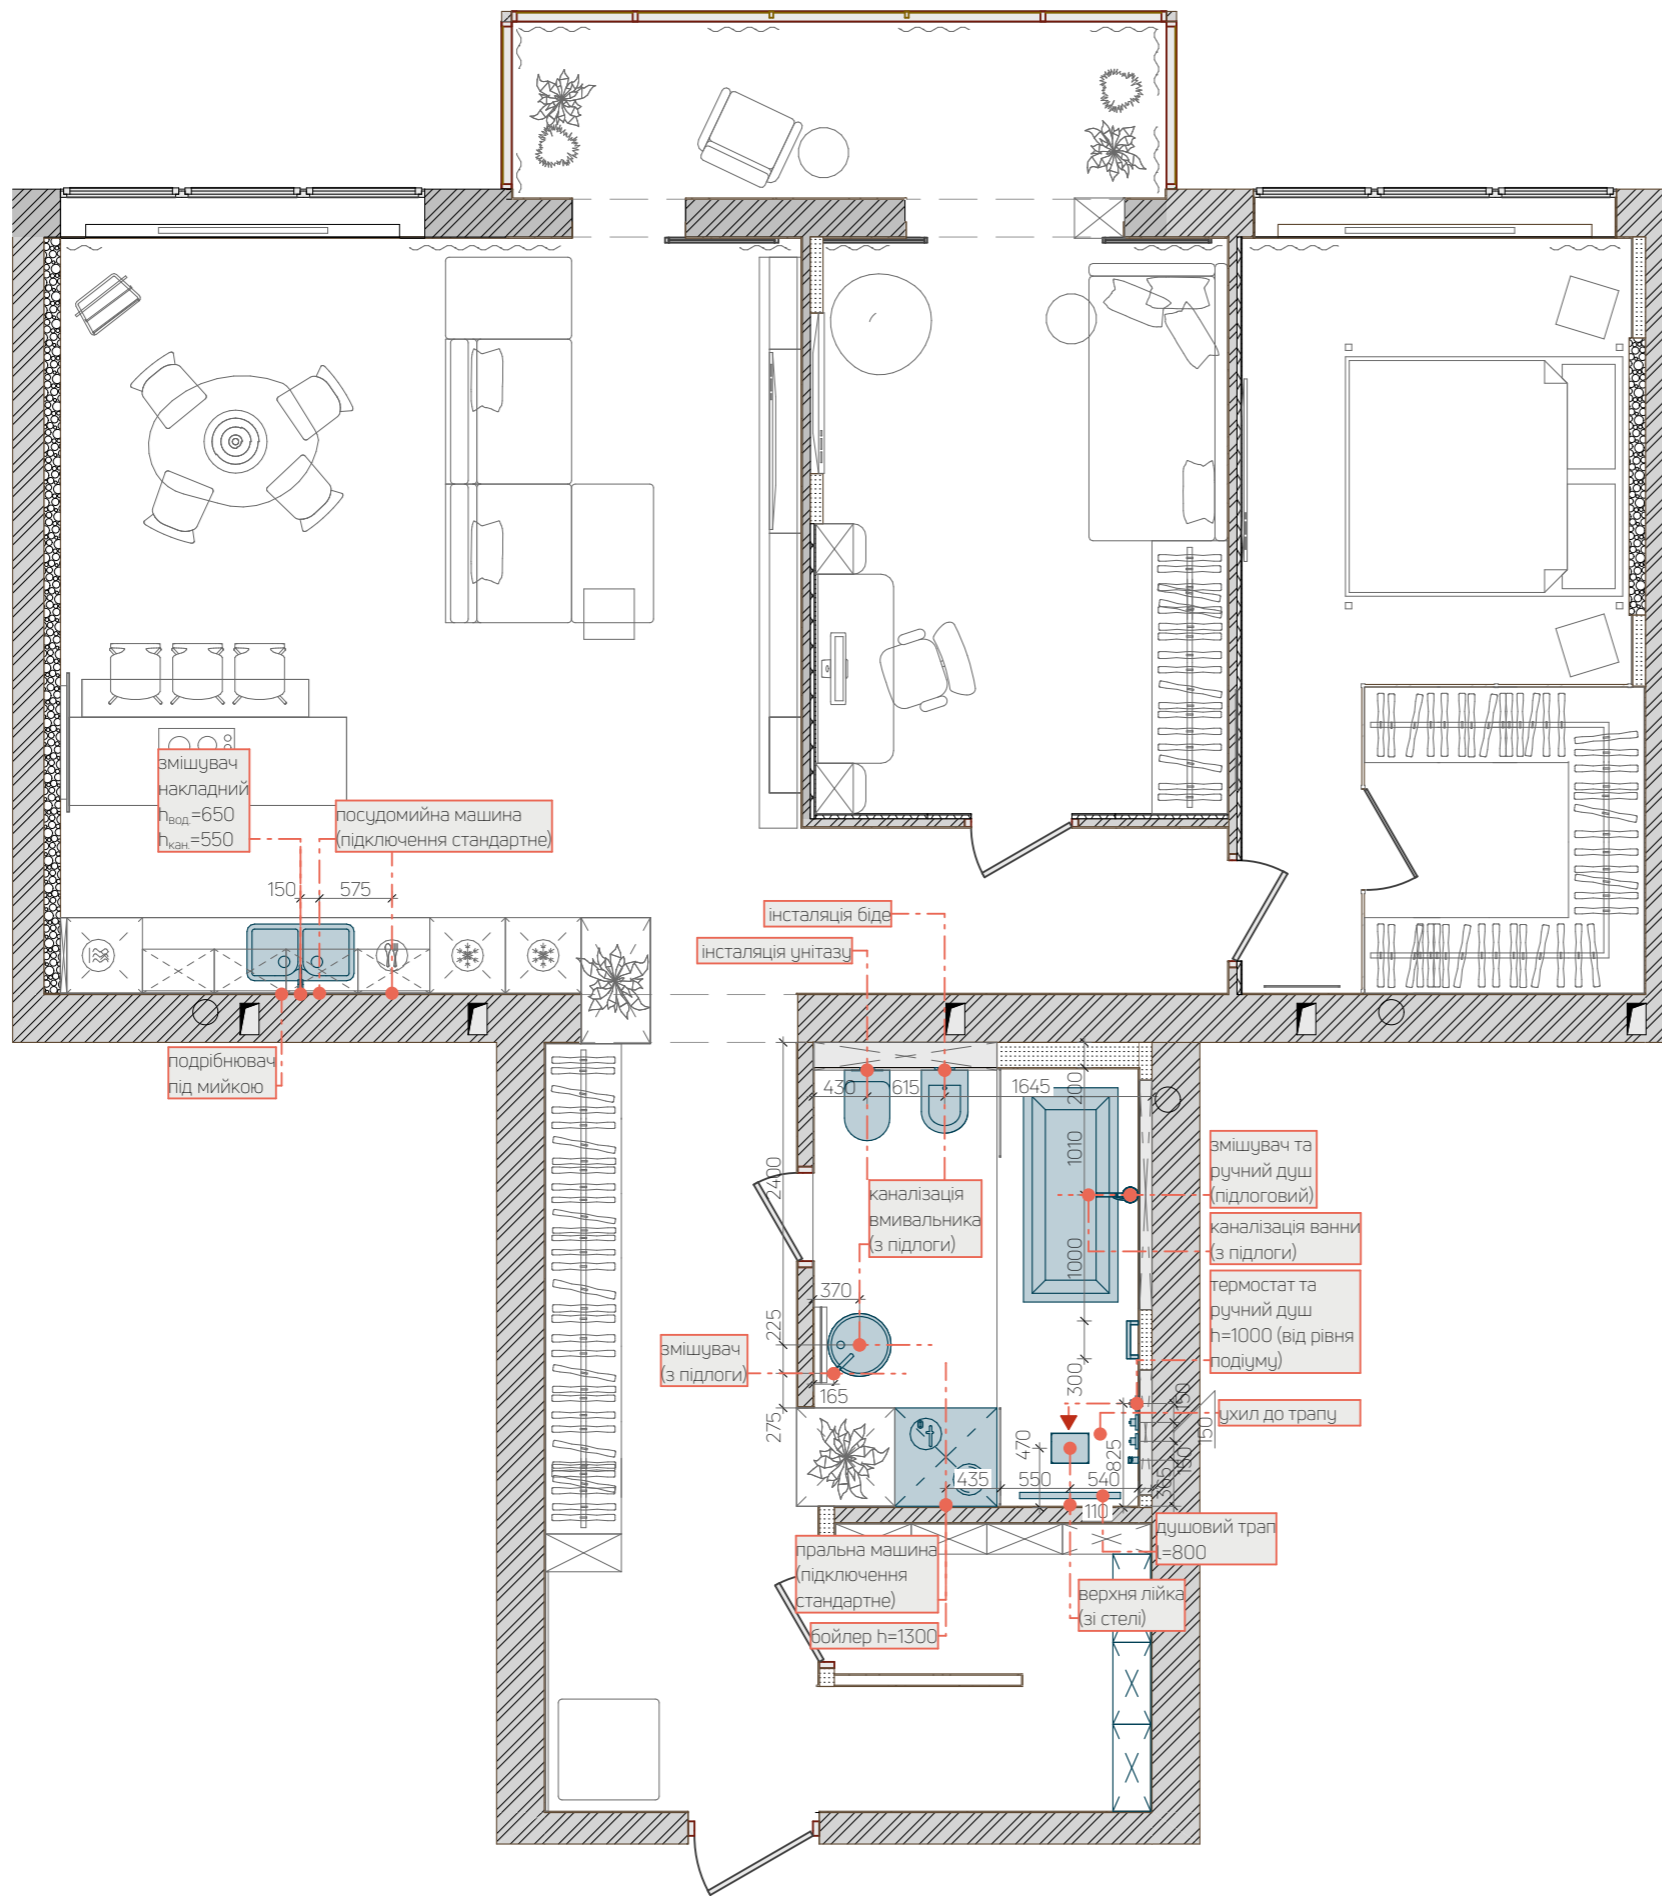 змішувач
накладний
hвод.=650
hкан.=550
посудомийна машина
(підключення стандартне)
150
575
інсталяція біде
інсталяція унітазу
подрібнювач
під мийкою
430
615
1645
200
1010
2400
1000
змішувач та
ручний душ
(підлоговий)
каналізація
вмивальника
(з підлоги)
каналізація ванни
(з підлоги)
термостат та
ручний душ
h=1000 (від рівня
подіуму)
370
225
змішувач
(з підлоги)
165
275
300
150
150
150
ухил до трапу
470
825
435
550
540
365
110
душовий трап
L=800
пральна машина
(підключення
стандартне)
верхня лійка
(зі стелі)
бойлер h=1300